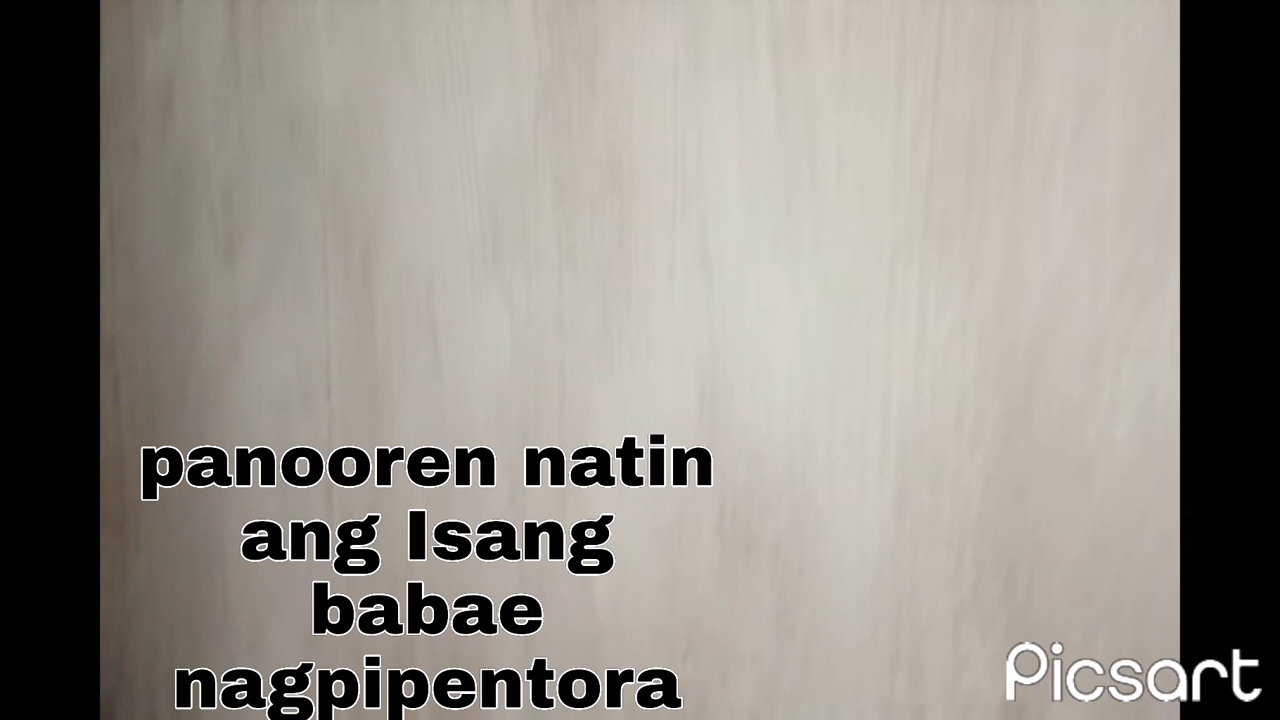 panooren natin
ang Isang
babae
nagpipentora
Picsart